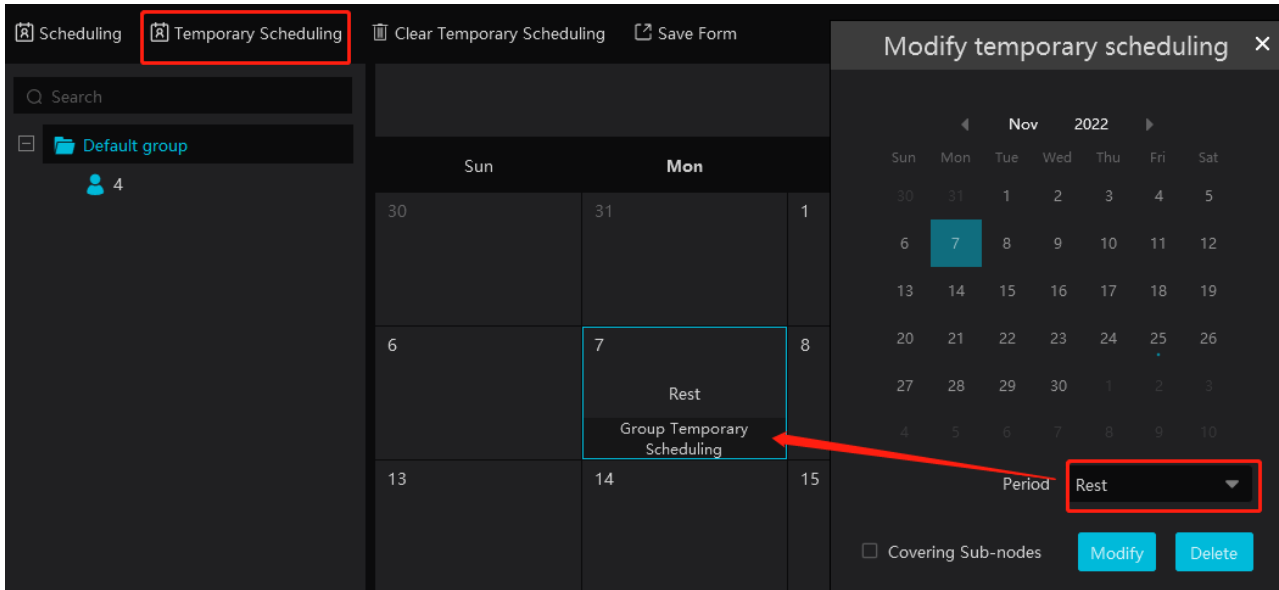 Scheduling Temporary Scheduling Clear Temporary Scheduling Save Form
Search
Default group
4
Sun Mon
30 31 1
6 7 8
Rest
Group Temporary
Scheduling
13 14 15
Modify temporary scheduling ×
Nov 2022
Sun Mon Tue Wed Thu Fri Sat
30 31 1 2 3 4 5
6 7 8 9 10 11 12
13 14 15 16 17 18 19
20 21 22 23 24 25 26
27 28 29 30 1 2 3
4 5 6 7 8 9 10
Period Rest
Covering Sub-nodes Modify Delete